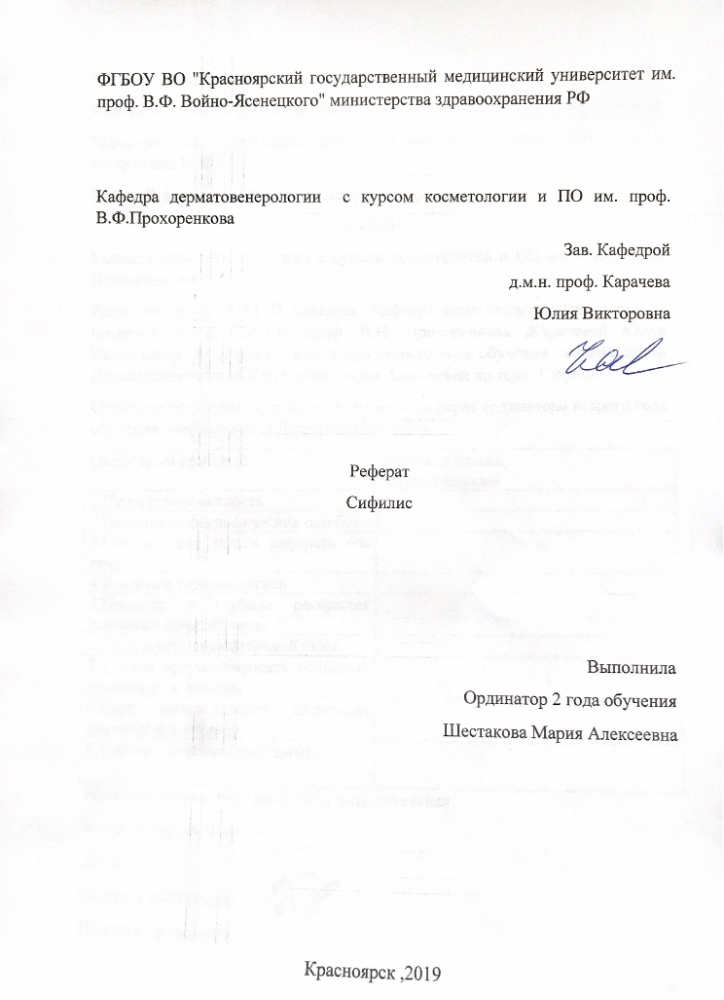 ФГБОУ ВО "Красноярский государственный медицинский университет им.
проф. В.Ф. Войно-Ясенецкого" министерства здравоохранения РФ
Кафедра дерматовенерологии с курсом косметологии и ПО им. проф.
В.Ф.Прохоренкова
Зав. Кафедрой
д.м.н. проф. Карачева
Юлия Викторовна
Реферат
Сифилис
Выполнила
Ординатор 2 года обучения
Шестакова Мария Алексеевна
Красноярск ,2019